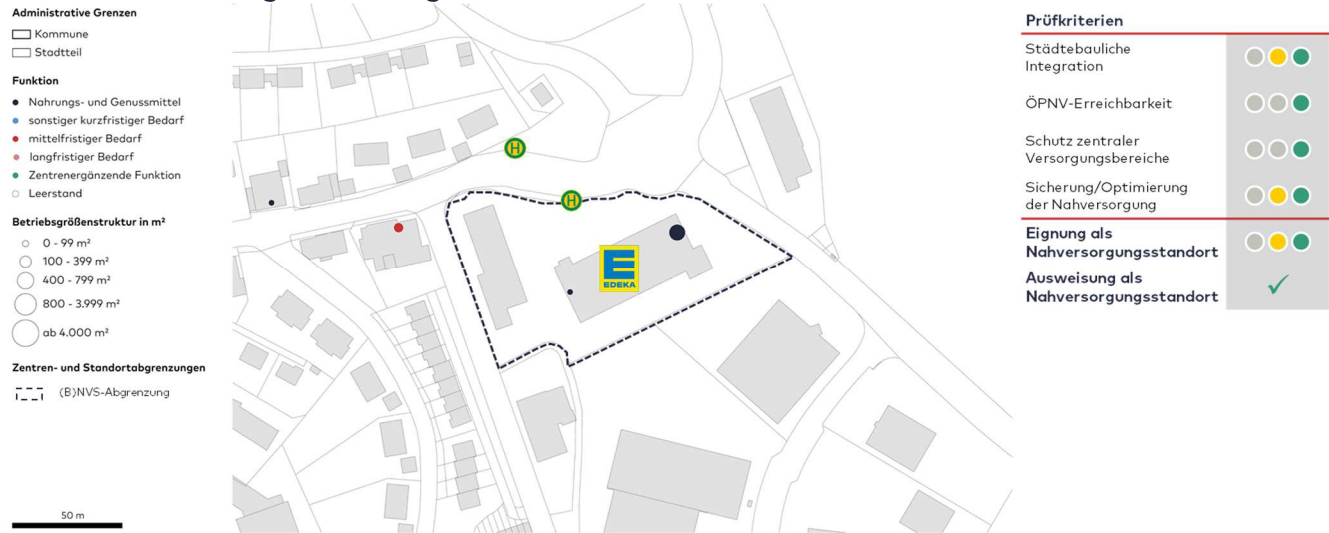 Administrative Grenzen
Kommune
Stadtteil
Funktion
Nahrungs- und Genussmittel
sonstiger kurzfristiger Bedarf
mittelfristiger Bedarf
langfristiger Bedarf
Zentrenergänzende Funktion
Leerstand
Betriebsgrößenstruktur in m²
0 - 99 m²
100 - 399 m²
400 - 799 m²
800 - 3.999 m²
ab 4.000 m²
Zentren- und Standortabgrenzungen
(B)NVS-Abgrenzung
50 m
H
H
E
EDEKA
Prüfkriterien
Städtebauliche
Integration
ÖPNV-Erreichbarkeit
Schutz zentraler
Versorgungsbereiche
Sicherung/Optimierung
der Nahversorgung
Eignung als
Nahversorgungsstandort
Ausweisung als
Nahversorgungsstandort